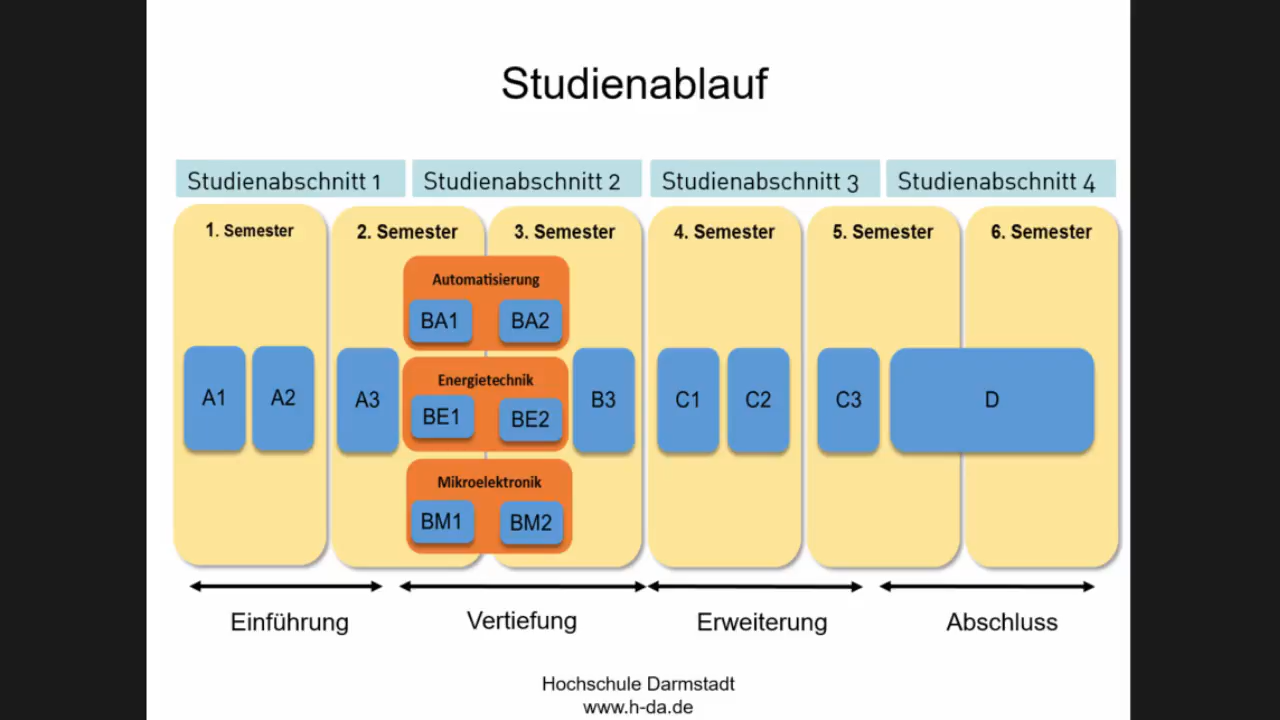 Studienablauf
Studienabschnitt 1
Studienabschnitt 2
Studienabschnitt 3
Studienabschnitt 4
1. Semester
2. Semester
3. Semester
4. Semester
5. Semester
6. Semester
Automatisierung
BA1
BA2
Energietechnik
BE1
BE2
Mikroelektronik
BM1
BM2
A1
A2
A3
B3
C1
C2
C3
D
Einführung
Vertiefung
Erweiterung
Abschluss
Hochschule Darmstadt
www.h-da.de